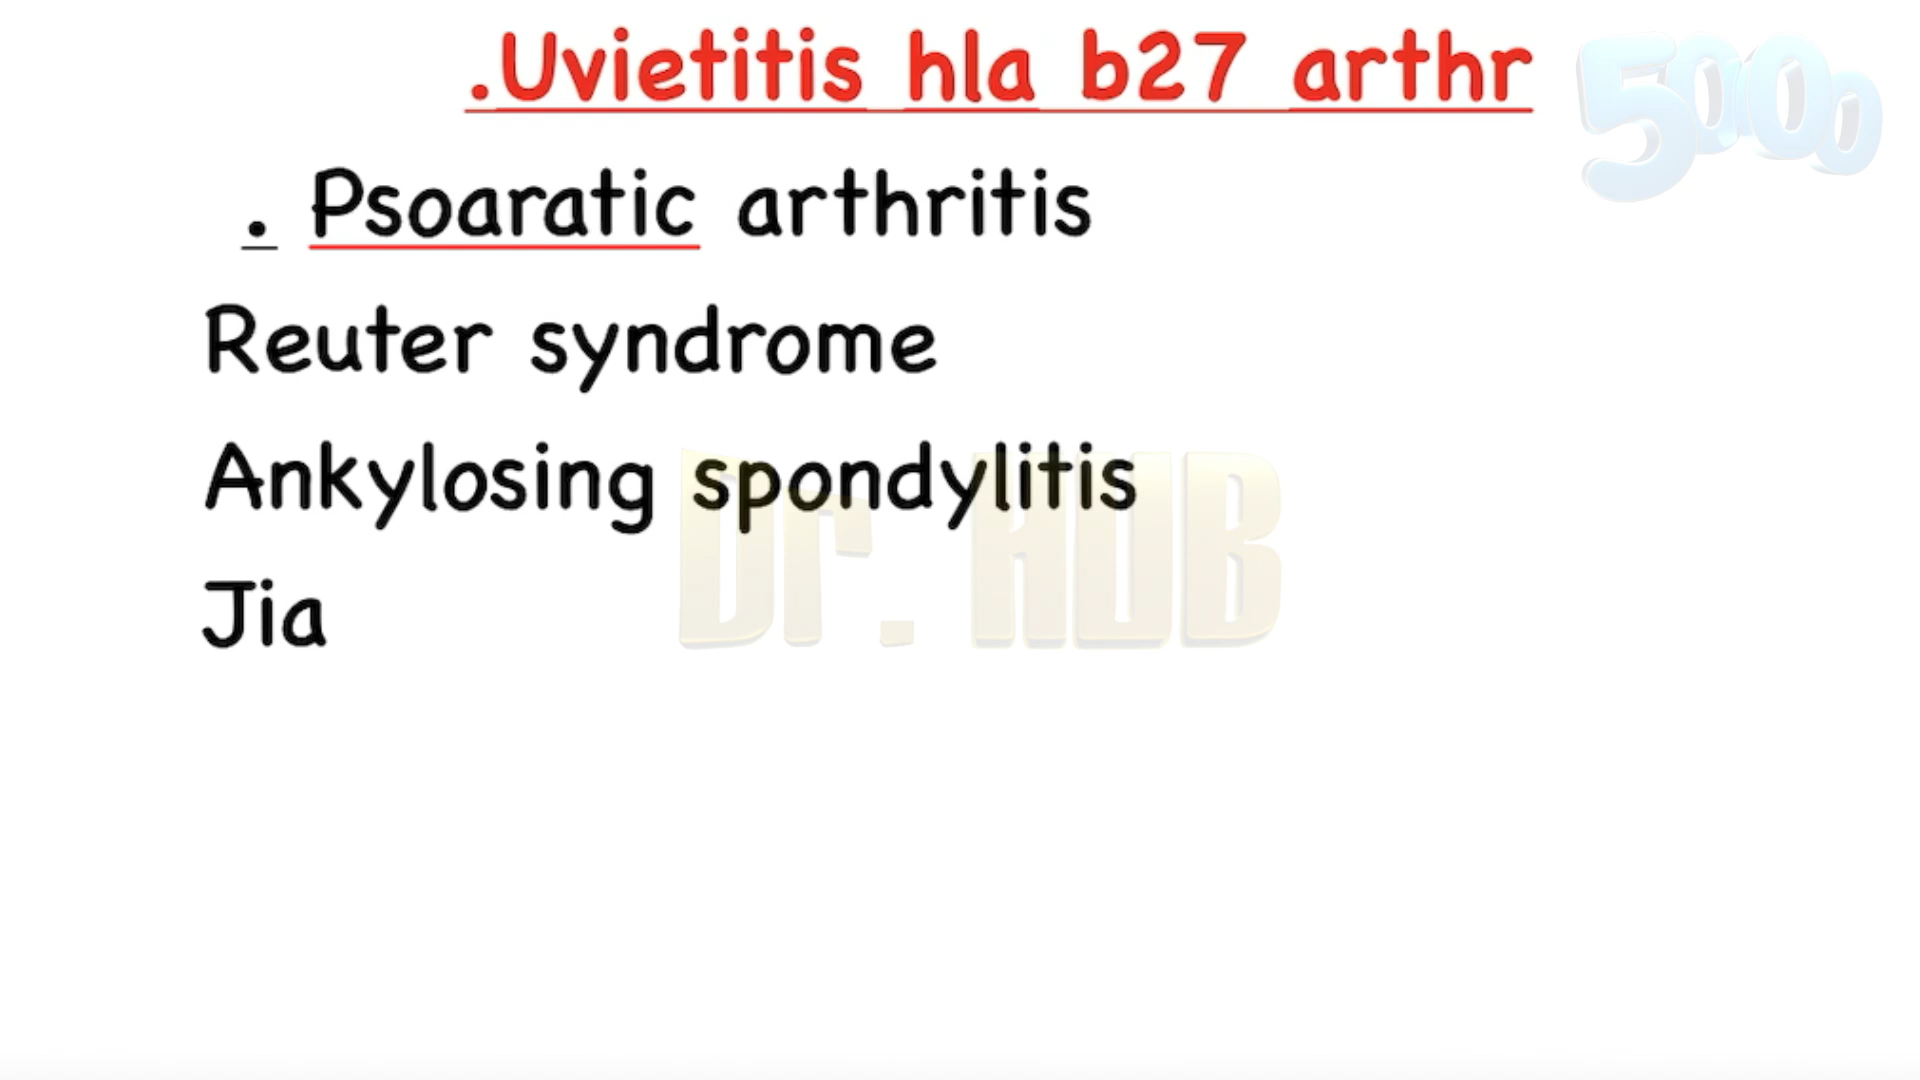 .Uvietitis hla b27 arthr
5000
. Psoaratic arthritis
Reuter syndrome
Ankylosing spondylitis
Dr. HUB
Jia